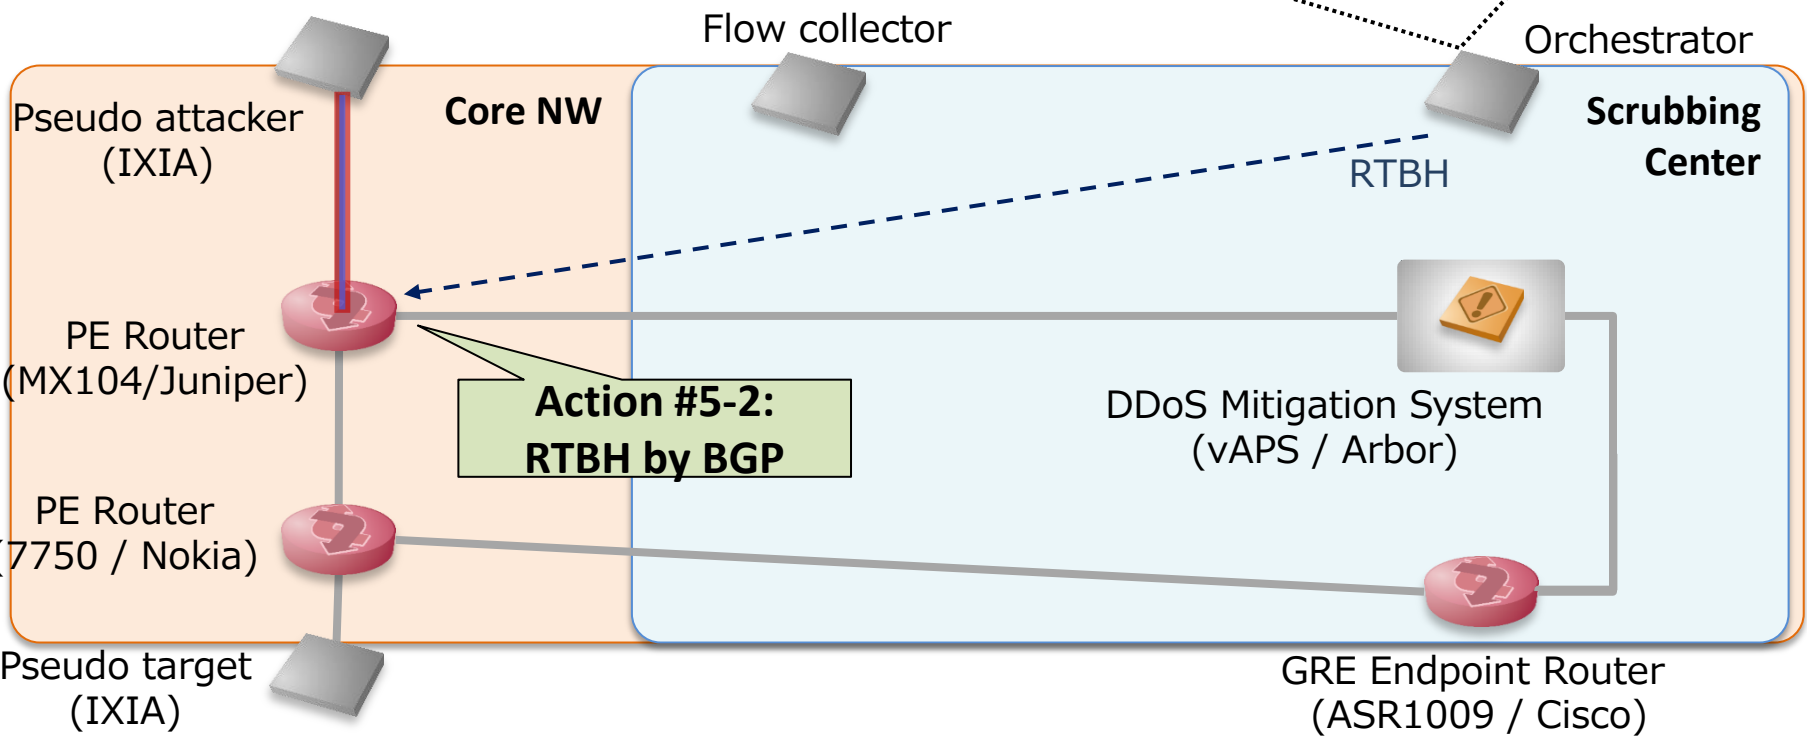 Flow collector
Orchestrator
Pseudo attacker
(IXIA)
Core NW
Scrubbing
Center
RTBH
PE Router
(MX104/Juniper)
Action #5-2:
RTBH by BGP
DDoS Mitigation System
(vAPS / Arbor)
PE Router
(7750 / Nokia)
Pseudo target
(IXIA)
GRE Endpoint Router
(ASR1009 / Cisco)